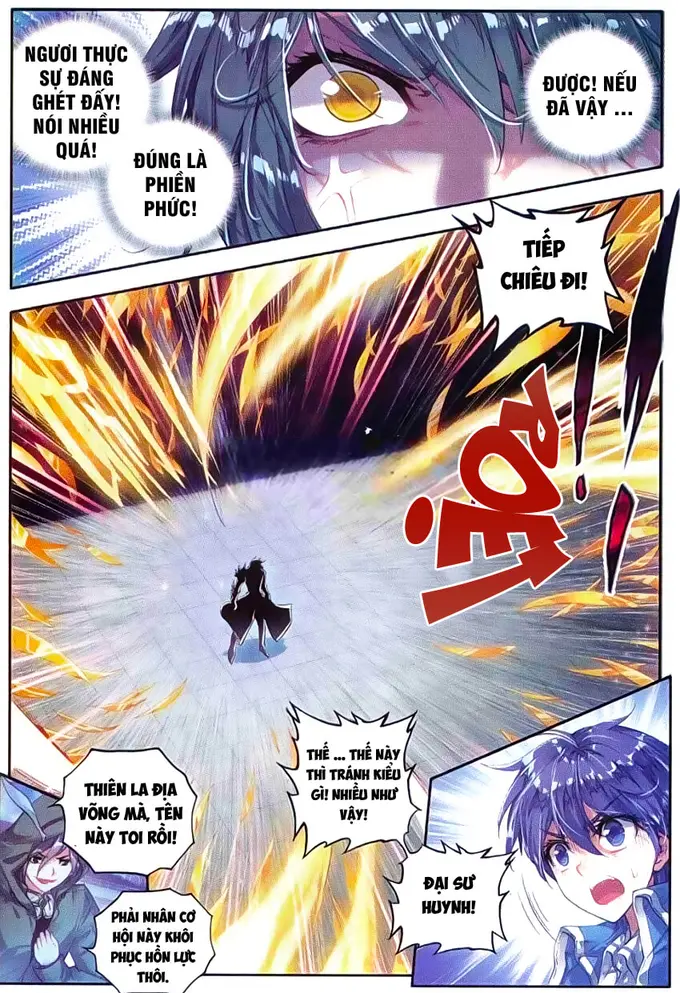 NGƯƠI THỰC
SỰ ĐÁNG
GHÉT ĐẤY!
NÓI NHIỀU
QUÁ!
ĐÚNG LÀ
PHIỀN
PHỨC!
ĐƯỢC! NẾU
ĐÃ VẬY ...
TIẾP
CHIÊU ĐI!
ROẸT!
THẾ ... THẾ NÀY
THÌ TRÁNH KIỂU
GÌ! NHIỀU NHƯ
VẬY!
THIÊN LA ĐỊA
VÕNG MÀ, TÊN
NÀY TOI RỒI!
ĐẠI SƯ
HUYNH!
PHẢI NHÂN CƠ
HỘI NÀY KHÔI
PHỤC HỒN LỰC
THÔI.